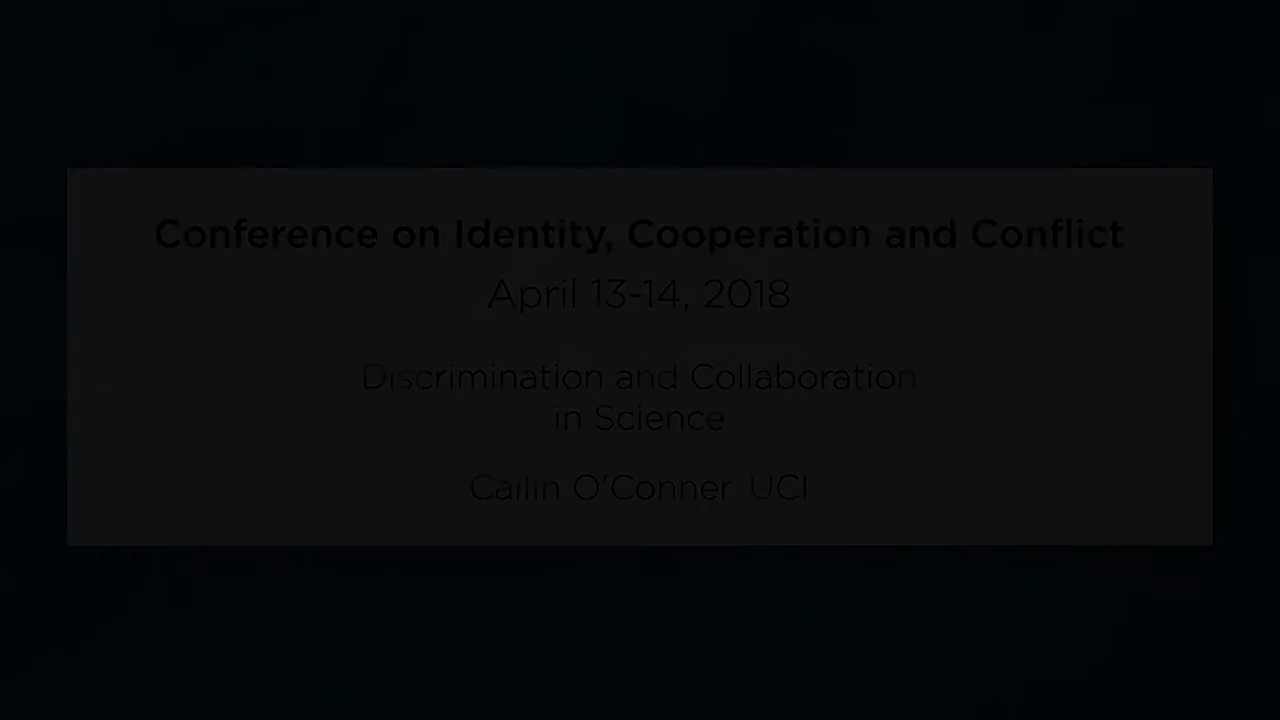 Conference on Identity, Cooperation and Conflict
April 13-14, 2018
Discrimination and Collaboration
in Science
Cailin O'Conner, UCI